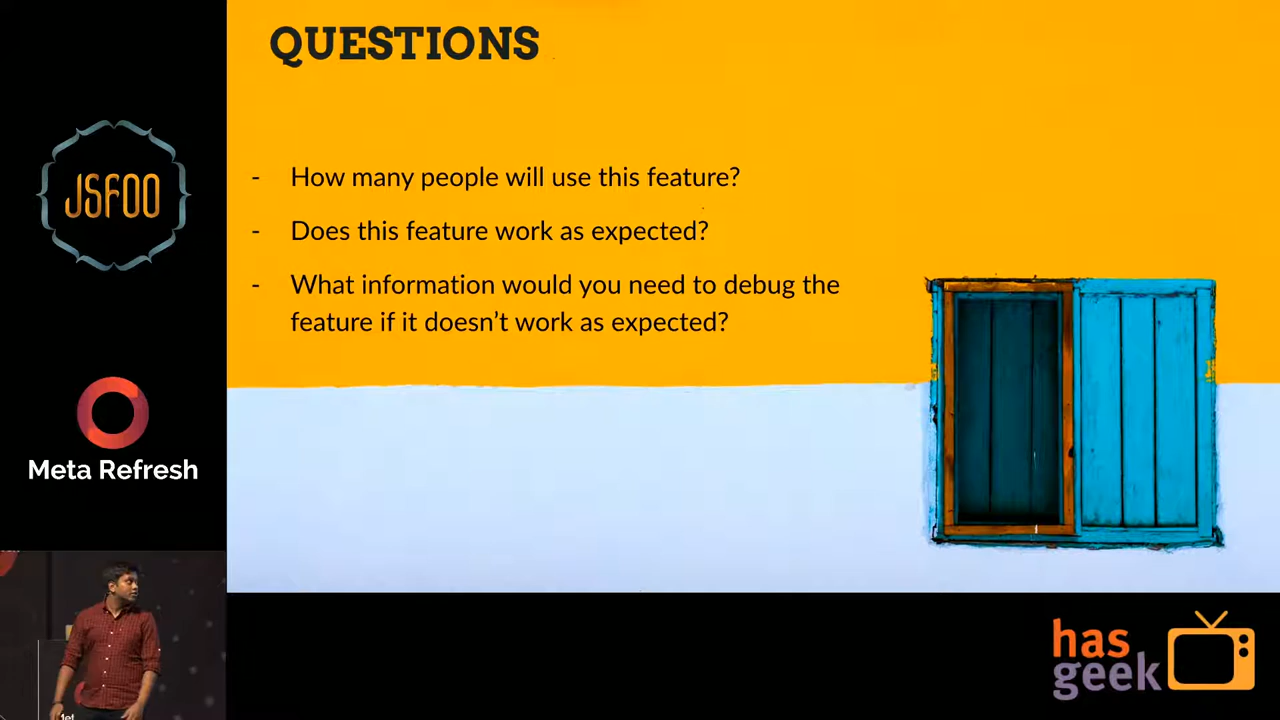 QUESTIONS
- How many people will use this feature?
- Does this feature work as expected?
- What information would you need to debug the
feature if it doesn’t work as expected?
JSFOO
Meta Refresh
has
geek